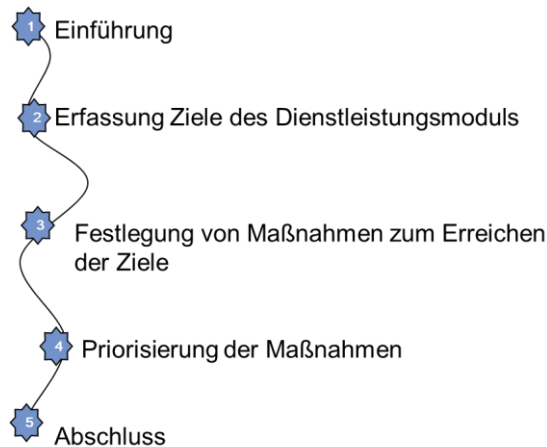 1 Einführung
2 Erfassung Ziele des Dienstleistungsmoduls
3 Festlegung von Maßnahmen zum Erreichen
der Ziele
4 Priorisierung der Maßnahmen
5 Abschluss